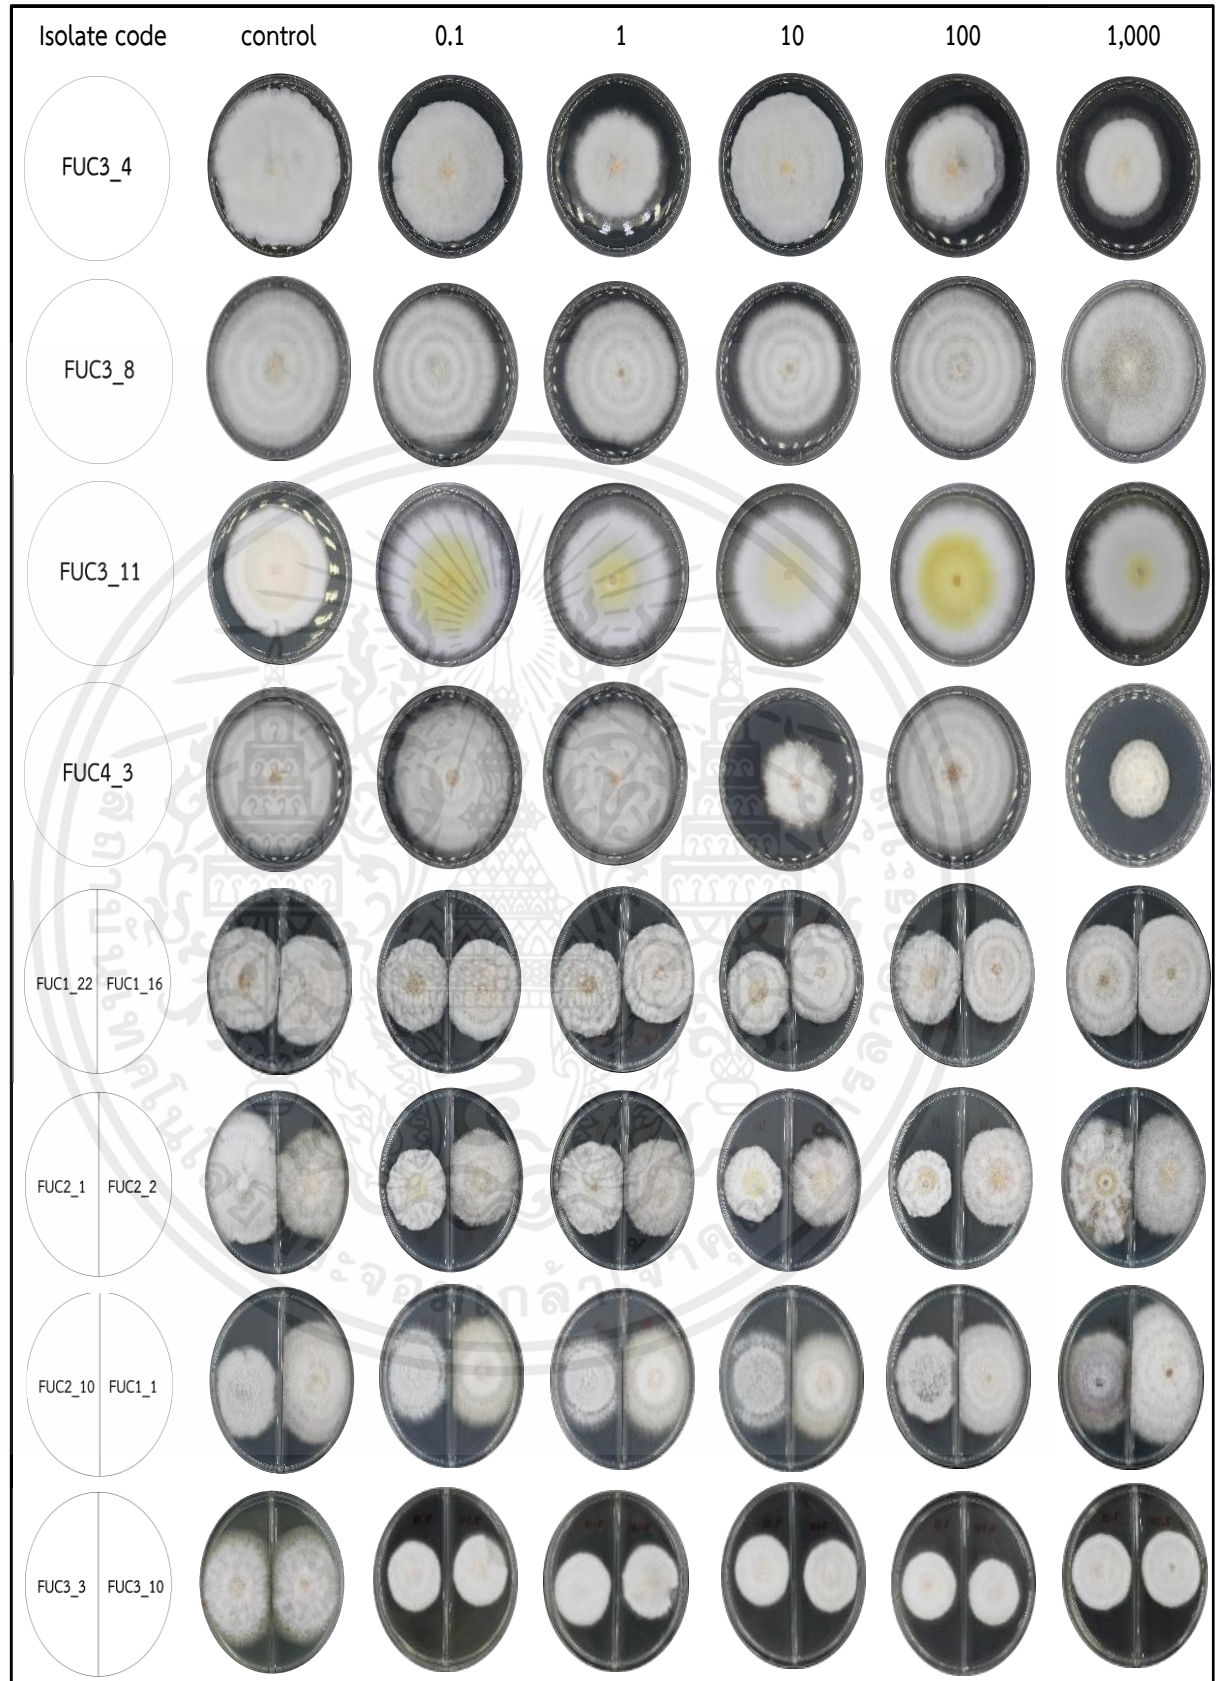 Isolate code control 0.1 1 10 100 1,000
FUC3_4
FUC3_8
FUC3_11
FUC4_3
FUC1_22 FUC1_16
FUC2_1 FUC2_2
FUC2_10 FUC1_1
FUC3_3 FUC3_10